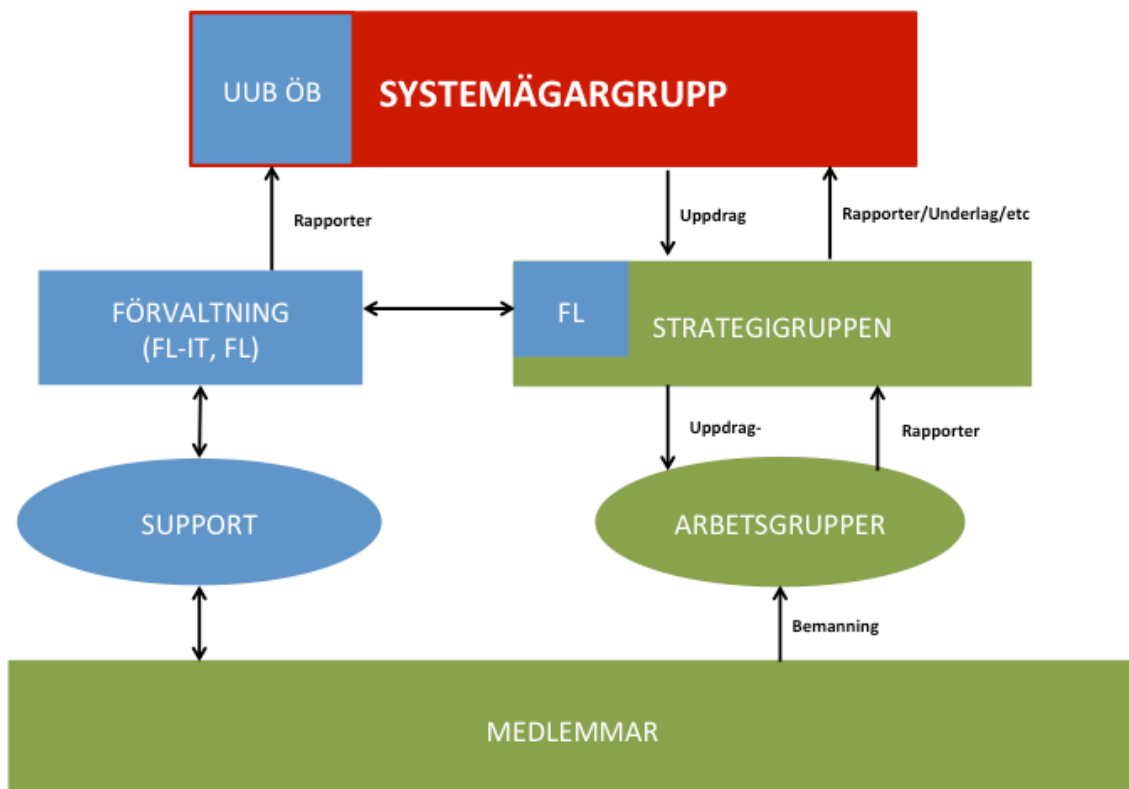 UUB ÖB
SYSTEMÄGARGRUPP
Rapporter
Uppdrag
Rapporter/Underlag/etc
FÖRVALTNING
(FL-IT, FL)
FL
STRATEGIGRUPPEN
Uppdrag-
Rapporter
SUPPORT
ARBETSGRUPPER
Bemanning
MEDLEMMAR